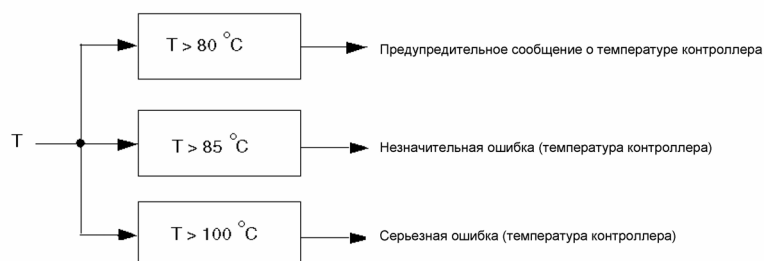 T > 80 °C
Предупредительное сообщение о температуре контроллера
T
T > 85 °C
Незначительная ошибка (температура контроллера)
T > 100 °C
Серьезная ошибка (температура контроллера)